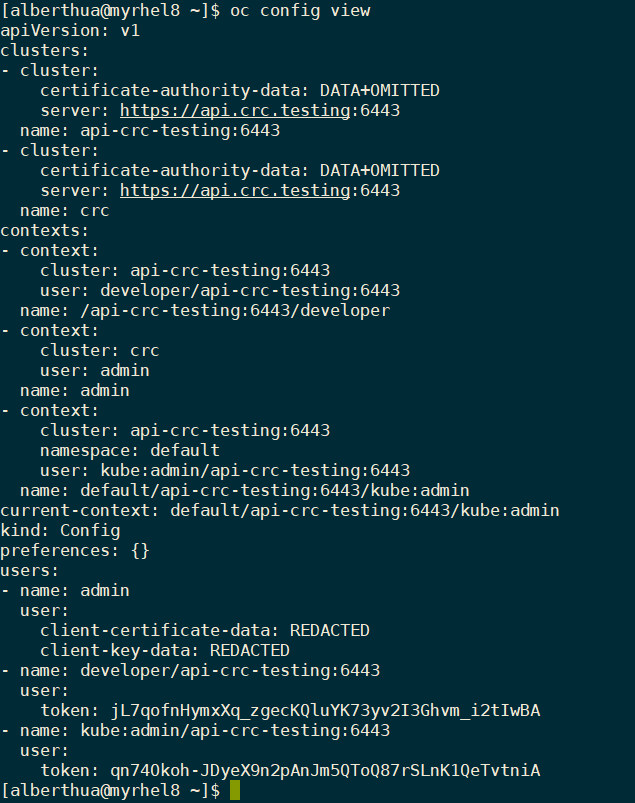 [alberthua@myrhel8 ~]$ oc config view
apiVersion: v1
clusters:
- cluster:
    certificate-authority-data: DATA+OMITTED
    server: https://api.crc.testing:6443
  name: api-crc-testing:6443
- cluster:
    certificate-authority-data: DATA+OMITTED
    server: https://api.crc.testing:6443
  name: crc
contexts:
- context:
    cluster: api-crc-testing:6443
    user: developer/api-crc-testing:6443
  name: /api-crc-testing:6443/developer
- context:
    cluster: crc
    user: admin
  name: admin
- context:
    cluster: api-crc-testing:6443
    namespace: default
    user: kube:admin/api-crc-testing:6443
  name: default/api-crc-testing:6443/kube:admin
current-context: default/api-crc-testing:6443/kube:admin
kind: Config
preferences: {}
users:
- name: admin
  user:
    client-certificate-data: REDACTED
    client-key-data: REDACTED
- name: developer/api-crc-testing:6443
  user:
    token: jL7qofnHymxXq_zgecKQluYK73yv2I3Ghvm_i2tIwBA
- name: kube:admin/api-crc-testing:6443
  user:
    token: qn74Okoh-JDyeX9n2pAnJm5QToQ87rSLnK1QeTvtniA
[alberthua@myrhel8 ~]$